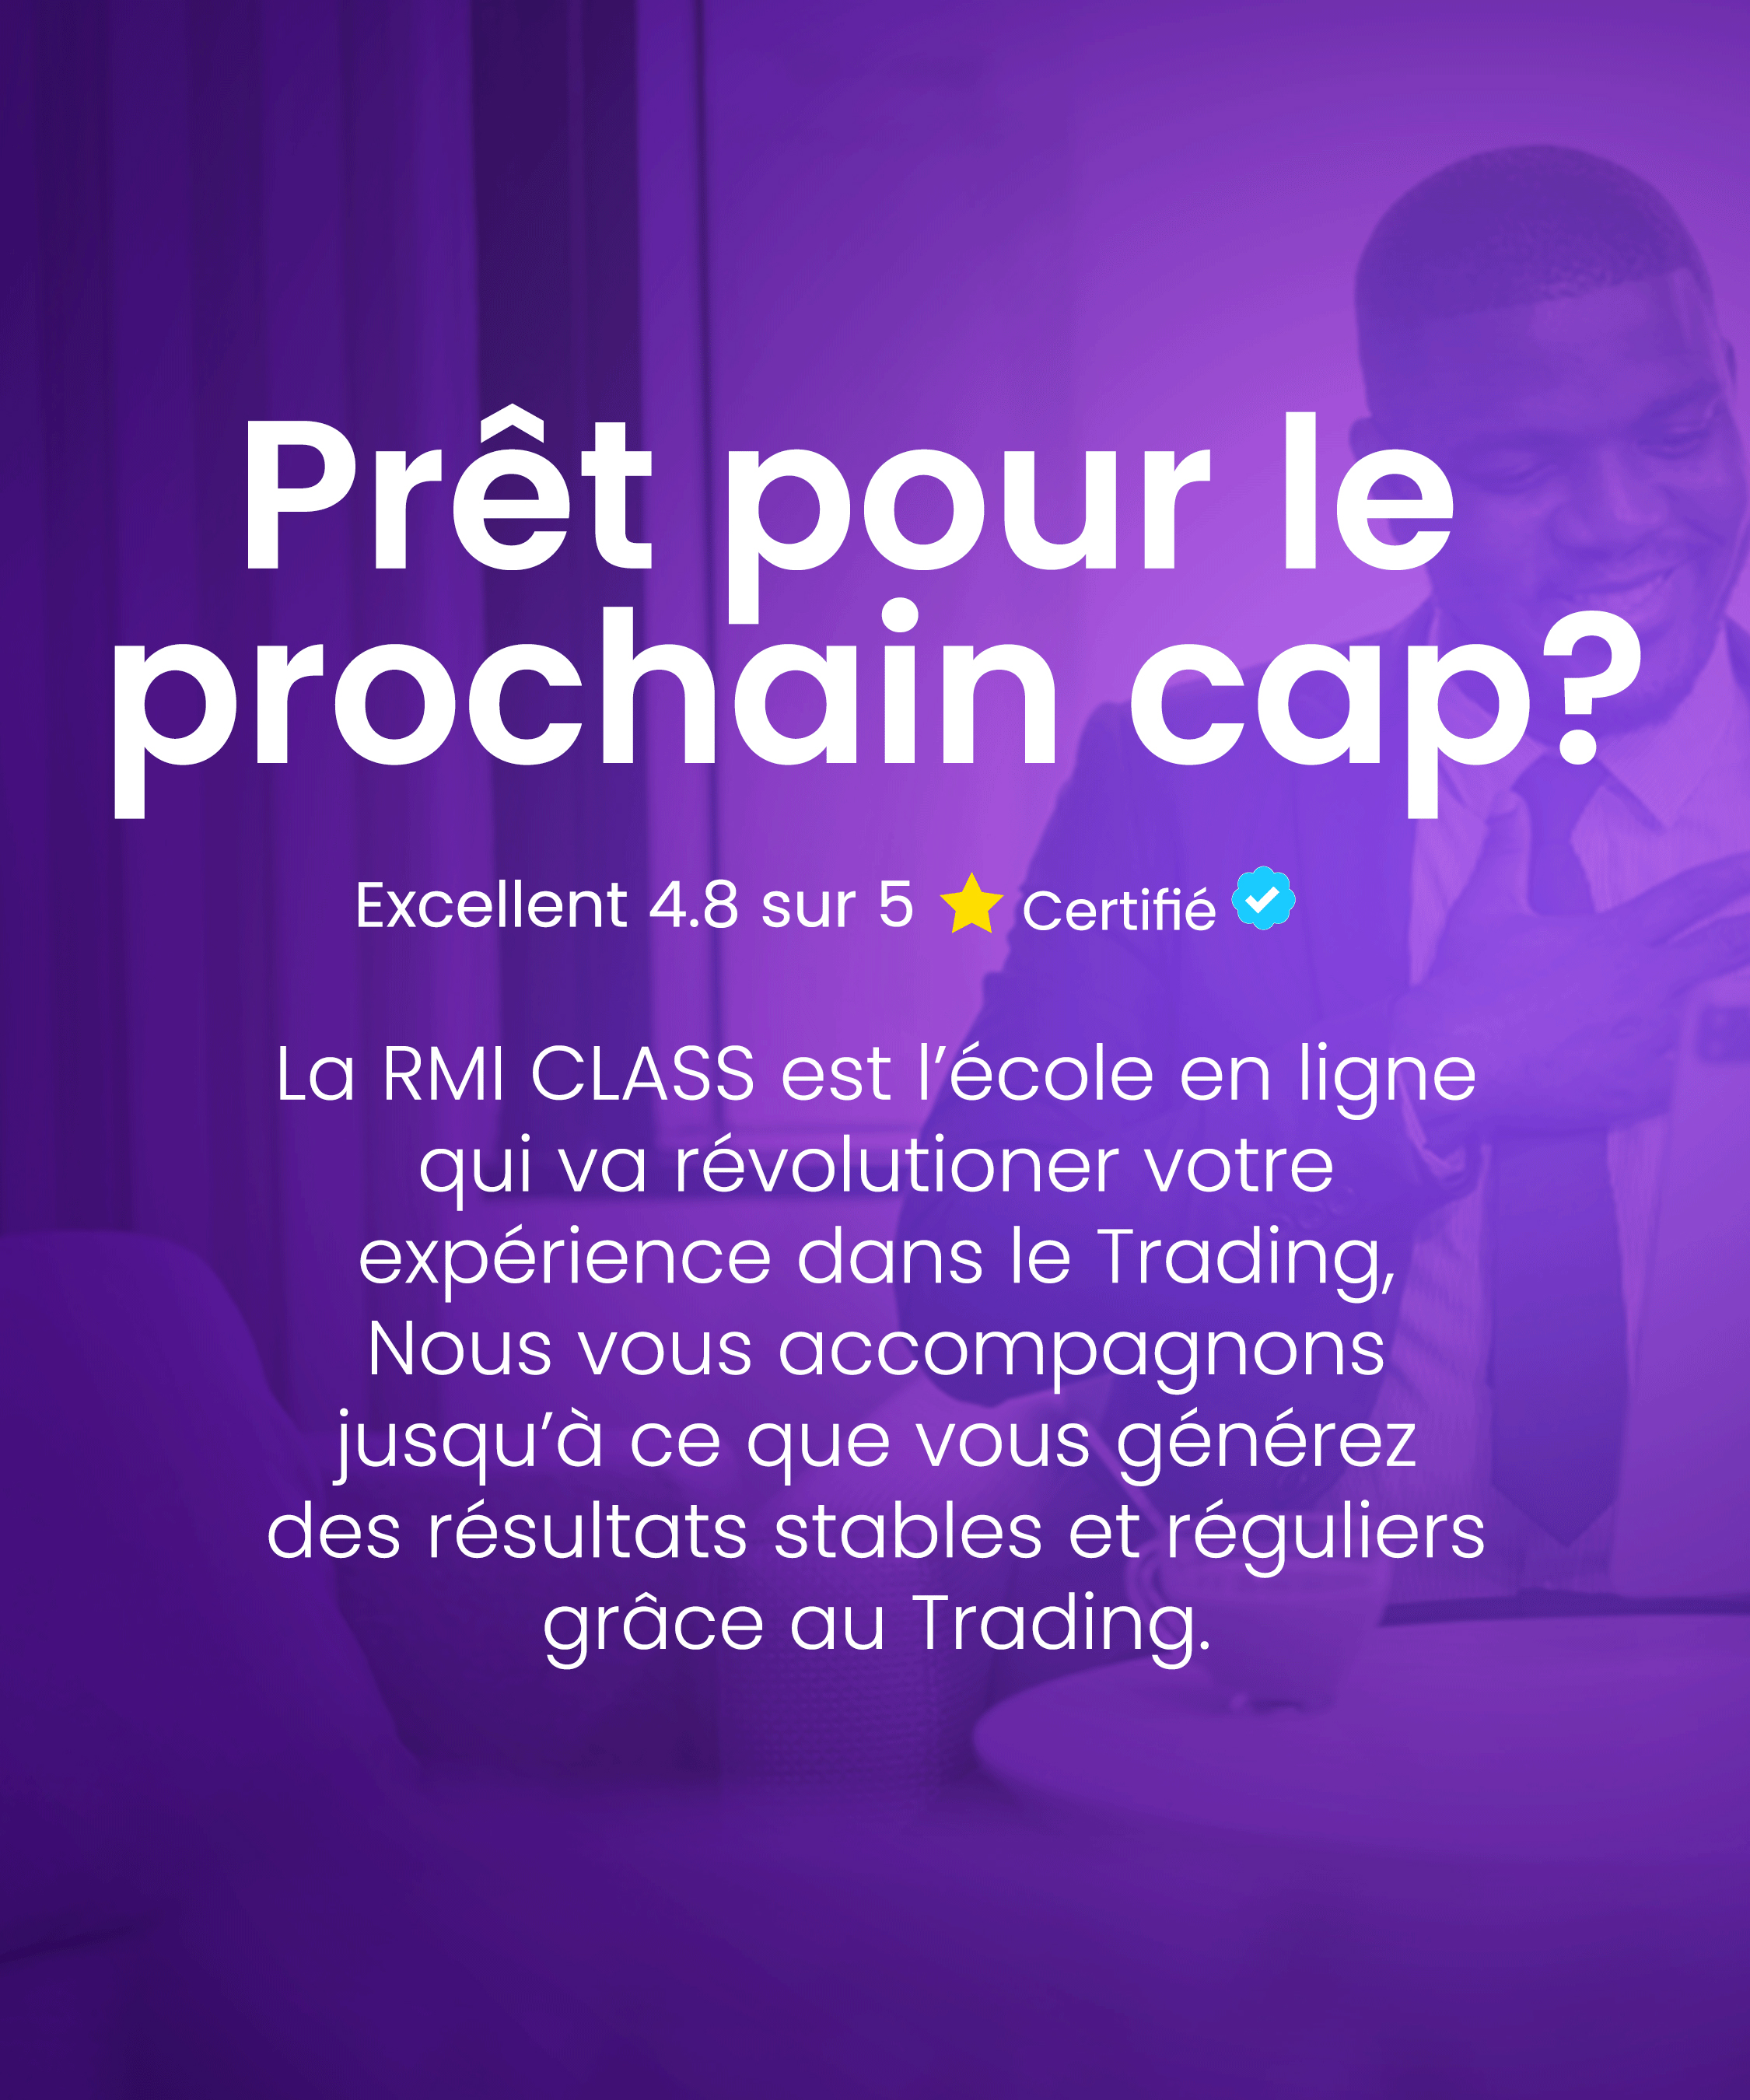 Prêt pour le
prochain cap?
Excellent 4.8 sur 5 Certifié
La RMI CLASS est l’école en ligne
qui va révolutioner votre
expérience dans le Trading,
Nous vous accompagnons
jusqu’à ce que vous générez
des résultats stables et réguliers
grâce au Trading.